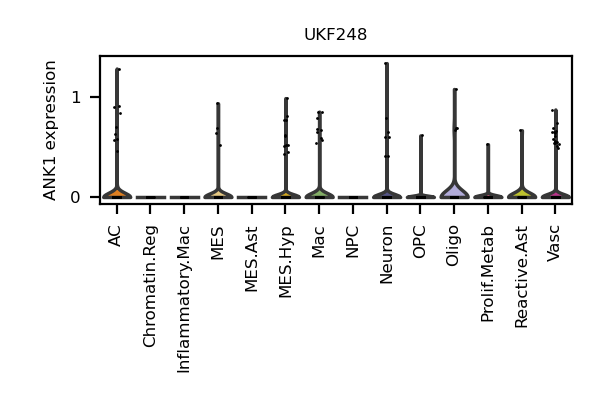 UKF248
ANK1 expression
1
0
AC
Chromatin.Reg
Inflammatory.Mac
MES
MES.Ast
MES.Hyp
Mac
NPC
Neuron
OPC
Oligo
Prolif.Metab
Reactive.Ast
Vasc